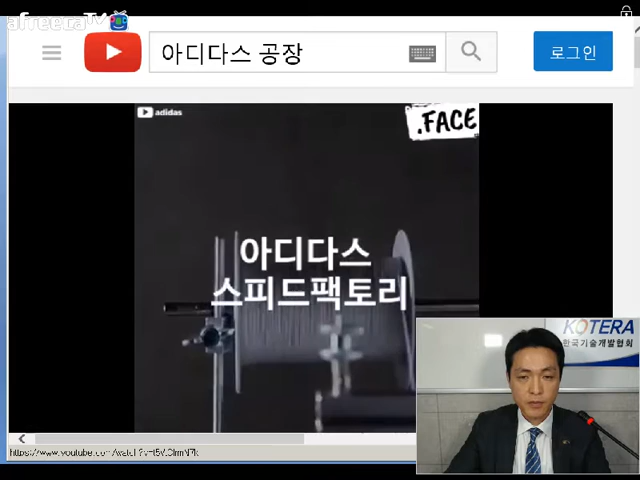 afreecaTV
아디다스 공장
로그인
adidas
.FACE
아디다스
스피드팩토리
KOTERA
한국기술개발협회